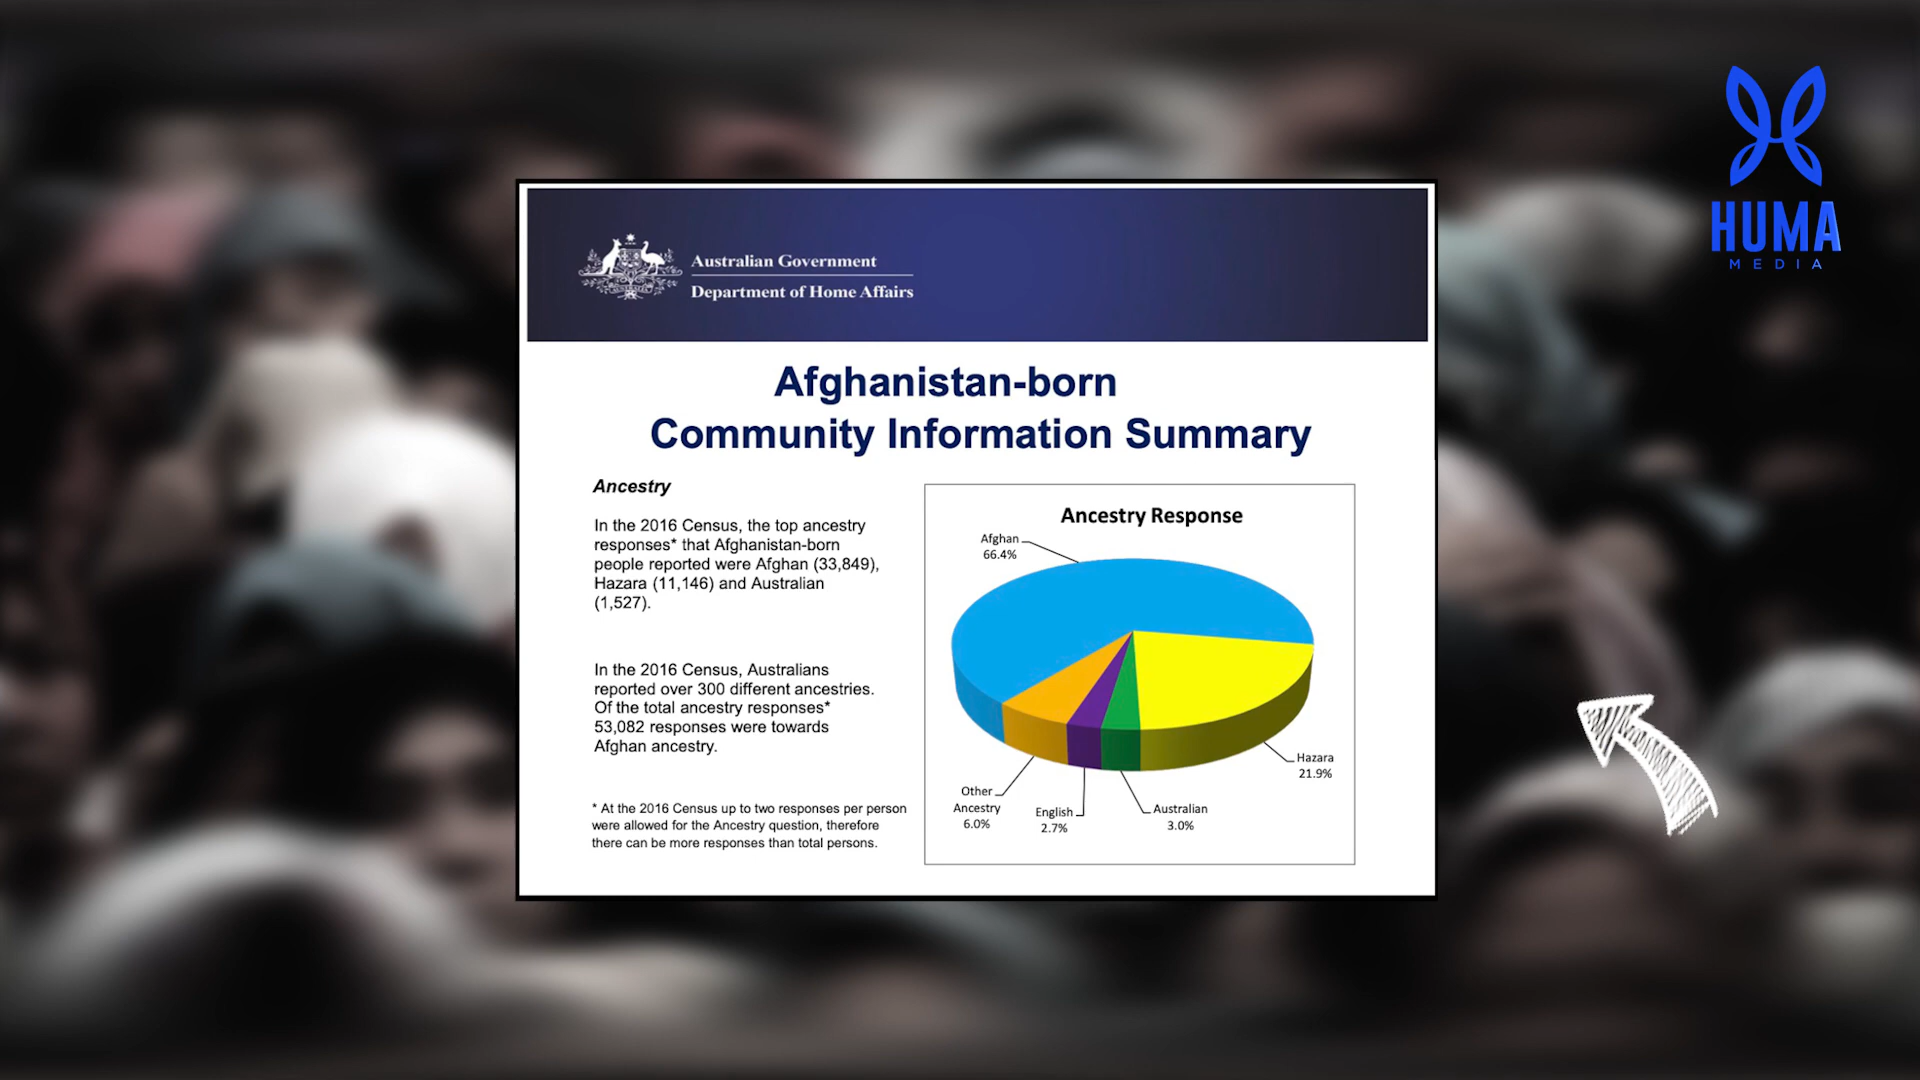 HUMA
MEDIA
Australian Government
Department of Home Affairs
Afghanistan-born
Community Information Summary
Ancestry
In the 2016 Census, the top ancestry
responses* that Afghanistan-born
people reported were Afghan (33,849),
Hazara (11,146) and Australian
(1,527).
In the 2016 Census, Australians
reported over 300 different ancestries.
Of the total ancestry responses*
53,082 responses were towards
Afghan ancestry.
* At the 2016 Census up to two responses per person
were allowed for the Ancestry question, therefore
there can be more responses than total persons.
Ancestry Response
Afghan
66.4%
Hazara
21.9%
Australian
3.0%
English
2.7%
Other
Ancestry
6.0%